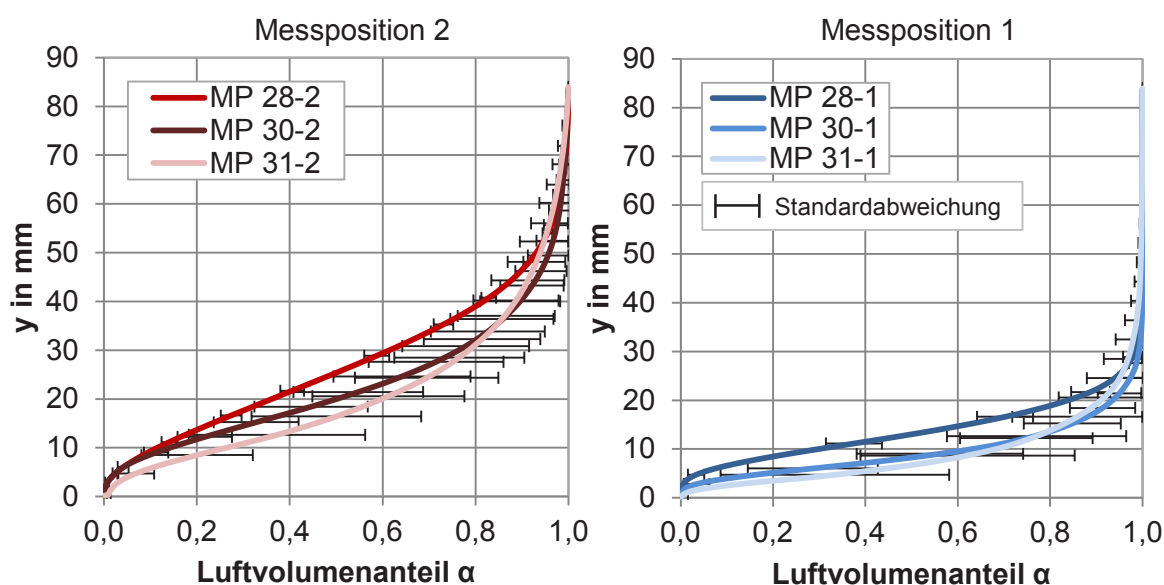 Messposition 2
90
80
70
60
50
40
30
20
10
0
y in mm
MP 28-2
MP 30-2
MP 31-2
0,0 0,2 0,4 0,6 0,8 1,0
Luftvolumenanteil α
Messposition 1
90
80
70
60
50
40
30
20
10
0
y in mm
MP 28-1
MP 30-1
MP 31-1
Standardabweichung
0,0 0,2 0,4 0,6 0,8 1,0
Luftvolumenanteil α